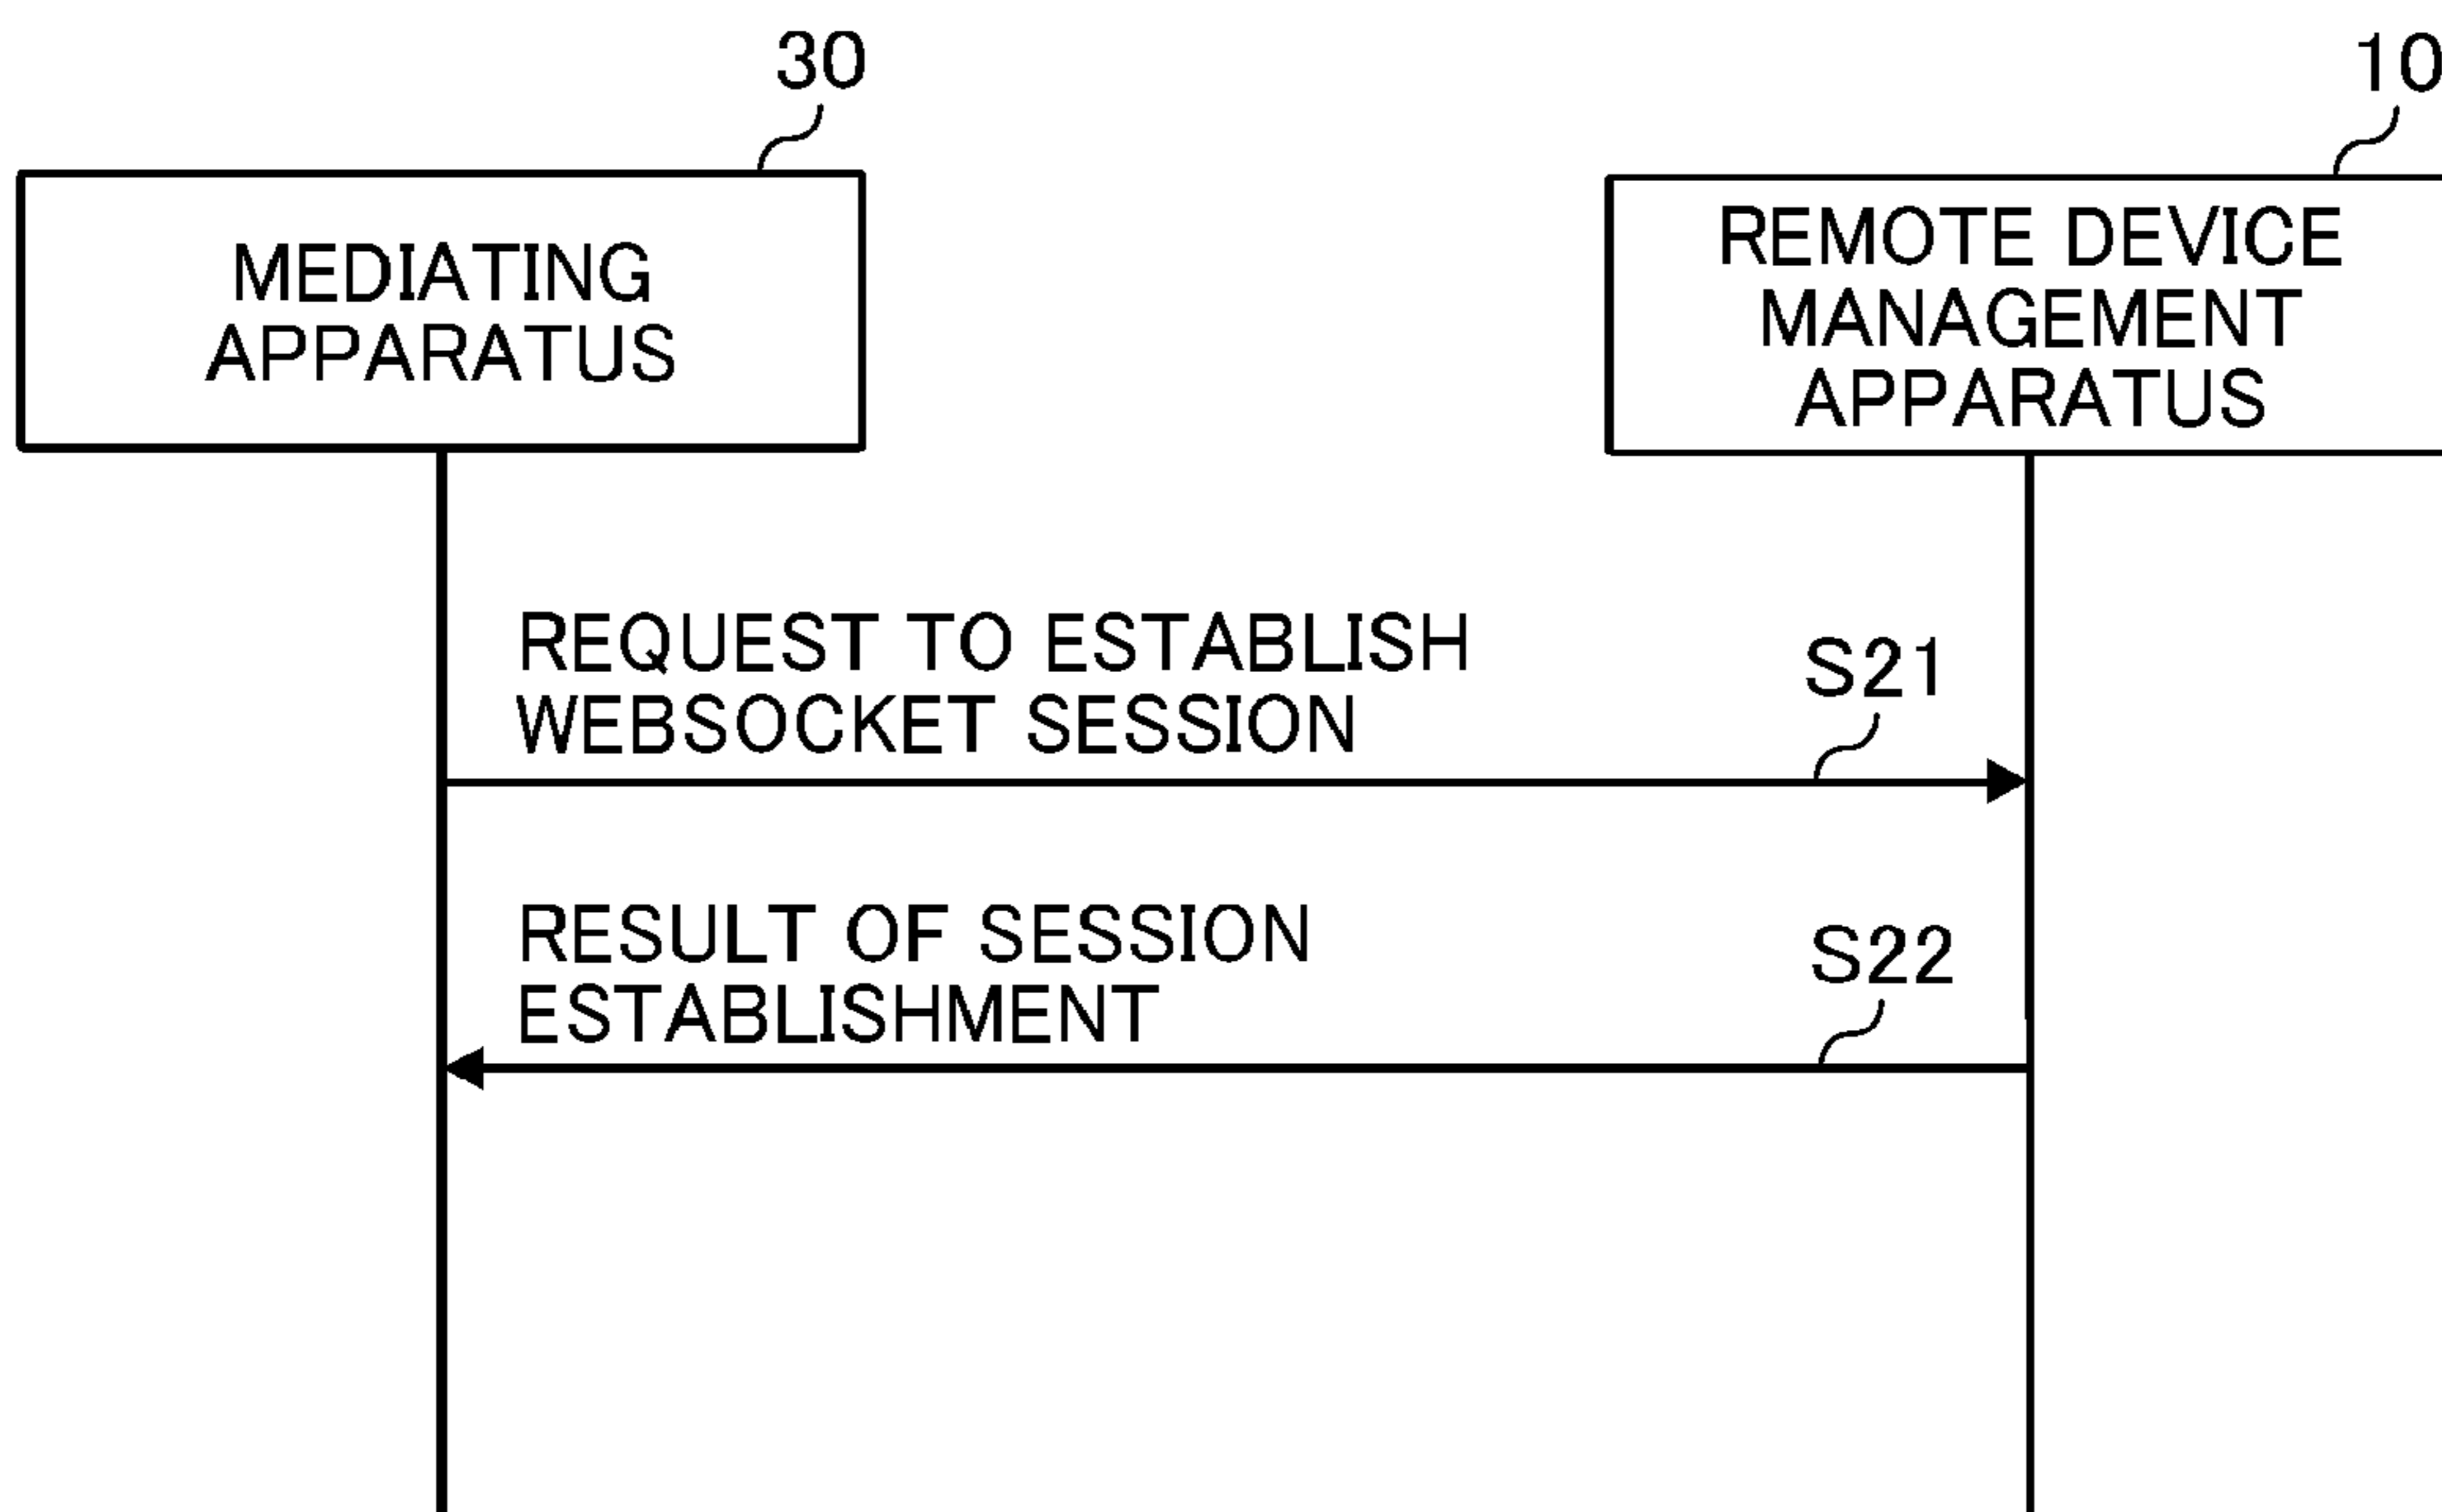 30
10
MEDIATING
APPARATUS
REMOTE DEVICE
MANAGEMENT
APPARATUS
REQUEST TO ESTABLISH
WEBSOCKET SESSION
S21
RESULT OF SESSION
ESTABLISHMENT
S22